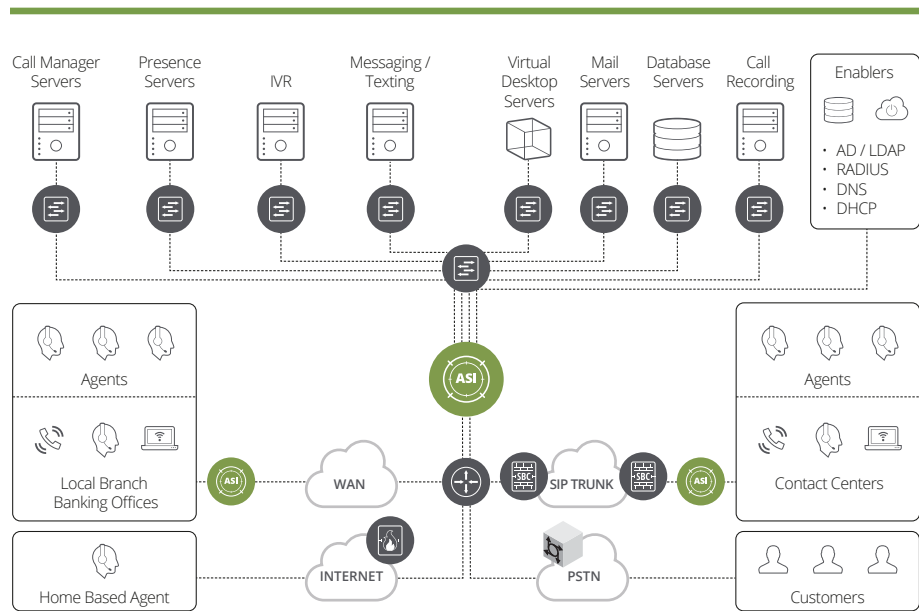 Call Manager
Servers
Presence
Servers
IVR
Messaging /
Texting
Virtual
Desktop
Servers
Mail
Servers
Database
Servers
Call
Recording
Enablers
• AD / LDAP
• RADIUS
• DNS
• DHCP
ASI
Agents
Agents
Local Branch
Banking Offices
ASI
WAN
SBC
SIP TRUNK
SBC
ASI
Contact Centers
Home Based Agent
INTERNET
PSTN
Customers